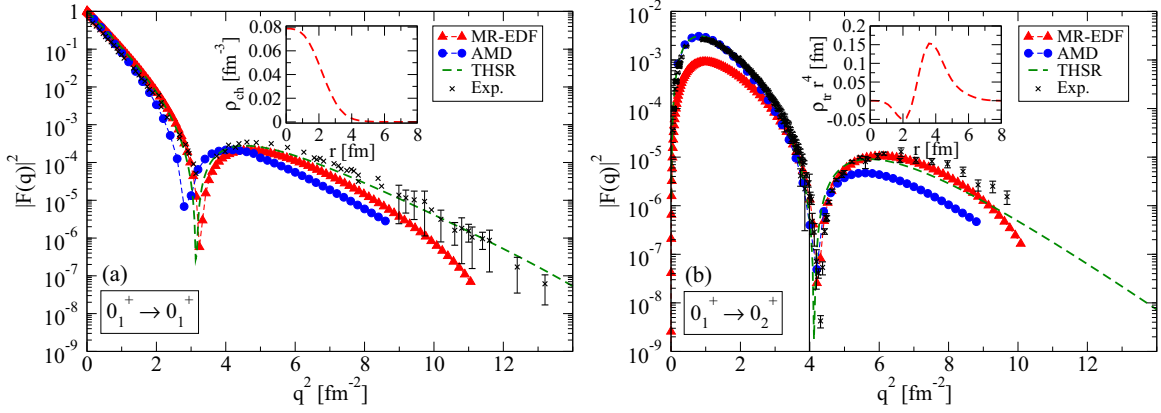 1
10^-1
10^-2
10^-3
10^-4
10^-5
10^-6
10^-7
10^-8
10^-9
|F(q)|^2
0
2
4
6
8
10
12
q^2 [fm^-2]
(a)
0_1^+ → 0_1^+
ρ_ch [fm^-3]
0.08
0.06
0.04
0.02
0.00
0 2 4 6 8
r [fm]
MR-EDF
AMD
THSR
Exp.
10^-1
10^-2
10^-3
10^-4
10^-5
10^-6
10^-7
10^-8
10^-9
|F(q)|^2
0
2
4
6
8
10
12
q^2 [fm^-2]
(b)
0_1^+ → 0_2^+
ρ_tr r^4 [fm]
0.15
0.10
0.05
0.00
-0.05
0 2 4 6 8
r [fm]
MR-EDF
AMD
THSR
Exp.